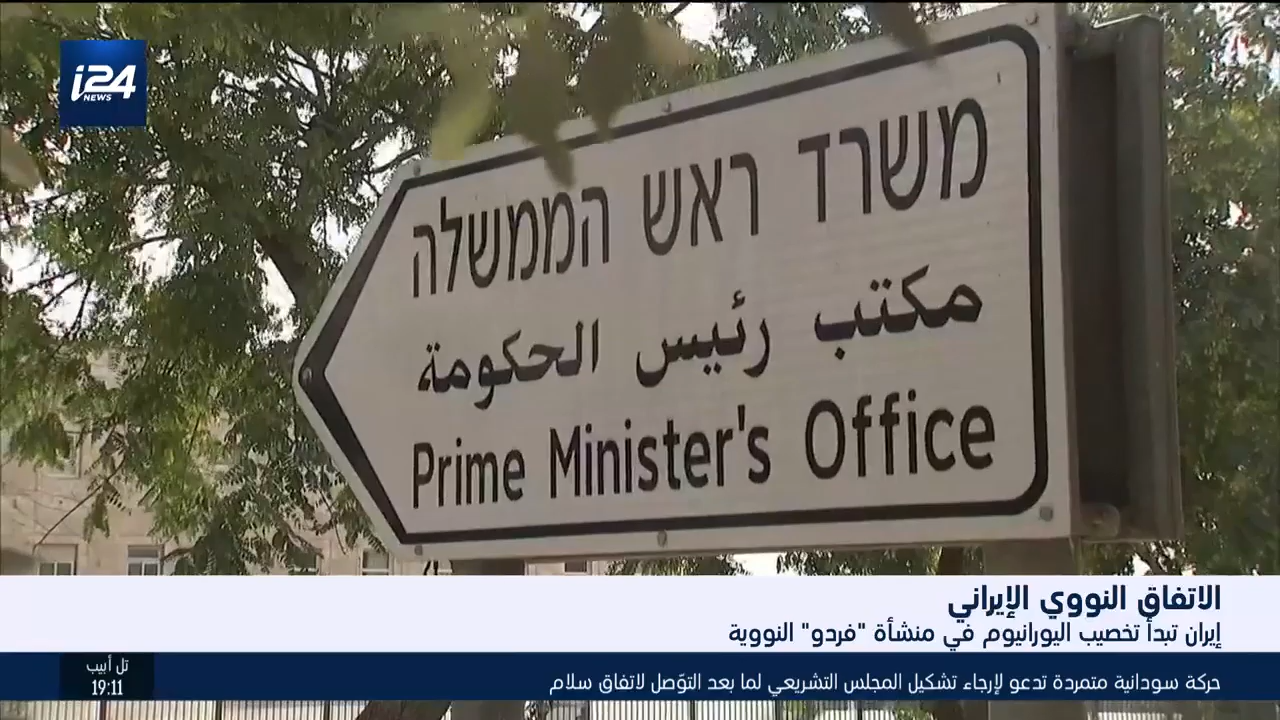 i24
NEWS
משרד ראש הממשלה
مكتب رئيس الحكومة
Prime Minister's Office
الاتفاق النووي الإيراني
إيران تبدأ تخصيب اليورانيوم في منشأة "فردو" النووية
تل أبيب
19:11
حركة سودانية متمردة تدعو لإرجاء تشكيل المجلس التشريعي لما بعد التوّصل لاتفاق سلام